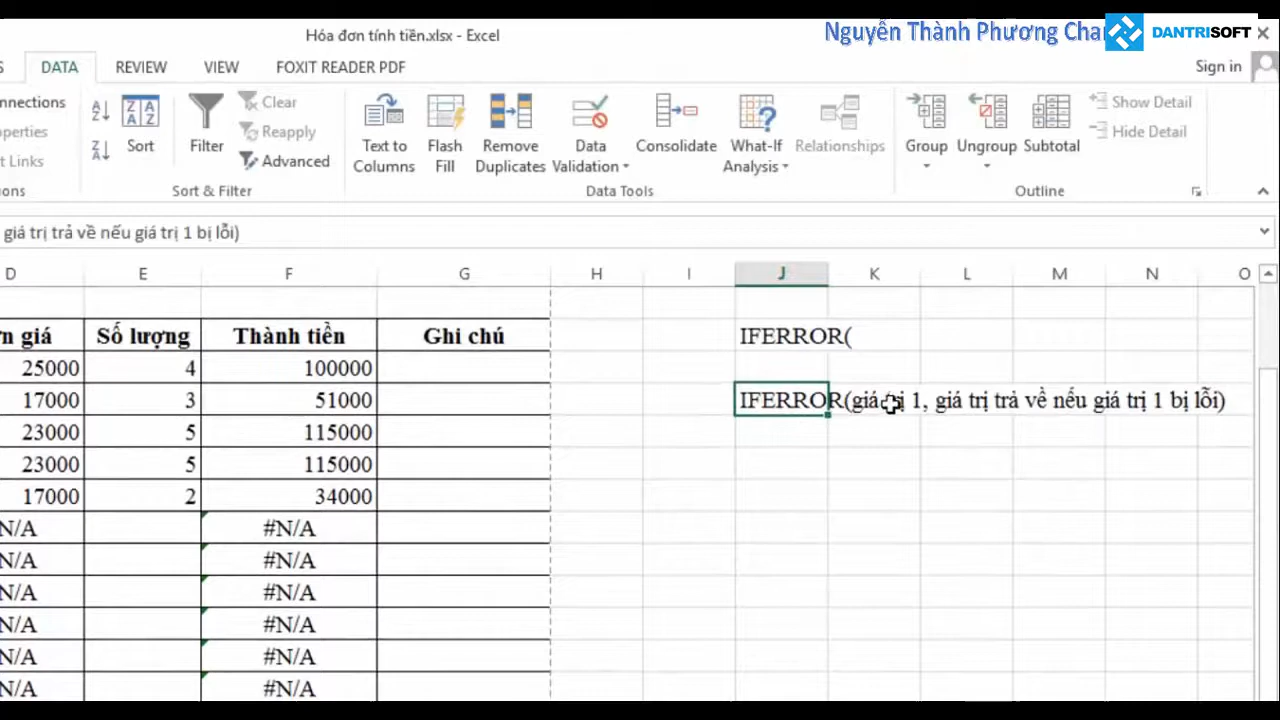 Nguyễn Thành Phương Cha
DANTRISOFT
Hóa đơn tính tiền.xlsx - Excel
S DATA REVIEW VIEW FOXIT READER PDF Sign in
nnections
operties
t Links
ons
Sort
Filter
Clear
Reapply
Advanced
Sort & Filter
Text to Columns
Flash Fill
Remove Duplicates
Data Validation
Consolidate
What-If Analysis
Relationships
Data Tools
Group
Ungroup
Subtotal
Show Detail
Hide Detail
Outline
giá trị trả về nếu giá trị 1 bị lỗi)
D E F G H I J K L M N O
n giá Số lượng Thành tiền Ghi chú IFERROR(
25000 4 100000
17000 3 51000 IFERROR(giá trị 1, giá trị trả về nếu giá trị 1 bị lỗi)
23000 5 115000
23000 5 115000
17000 2 34000
N/A #N/A
N/A #N/A
N/A #N/A
N/A #N/A
N/A #N/A
N/A #N/A